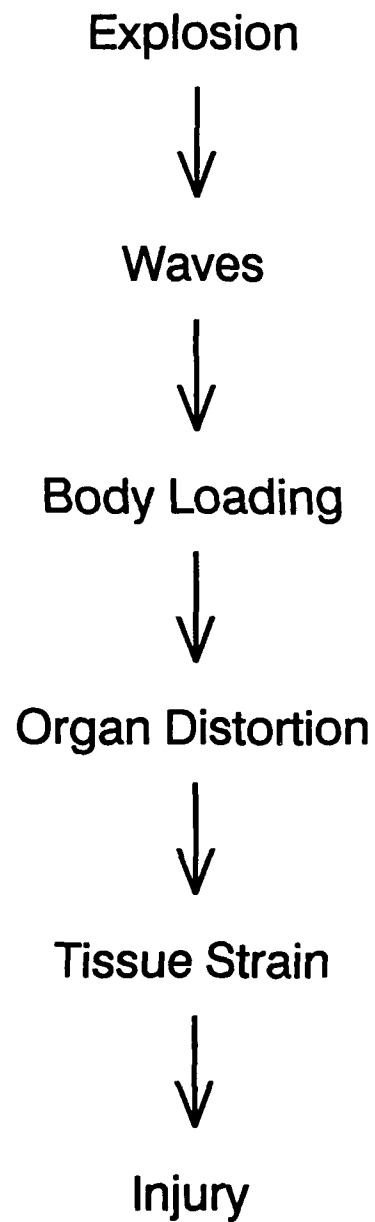 Explosion
Waves
Body Loading
Organ Distortion
Tissue Strain
Injury